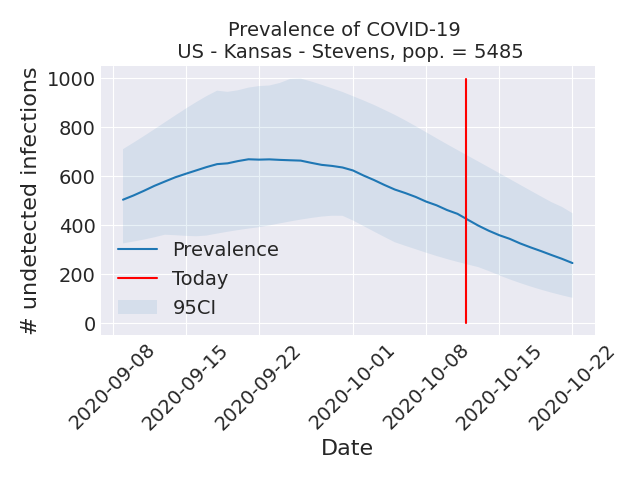 Prevalence of COVID-19
US - Kansas - Stevens, pop. = 5485
# undetected infections
1000
800
600
400
200
0
Prevalence
Today
95CI
2020-09-08
2020-09-15
2020-09-22
2020-10-01
2020-10-08
2020-10-15
2020-10-22
Date